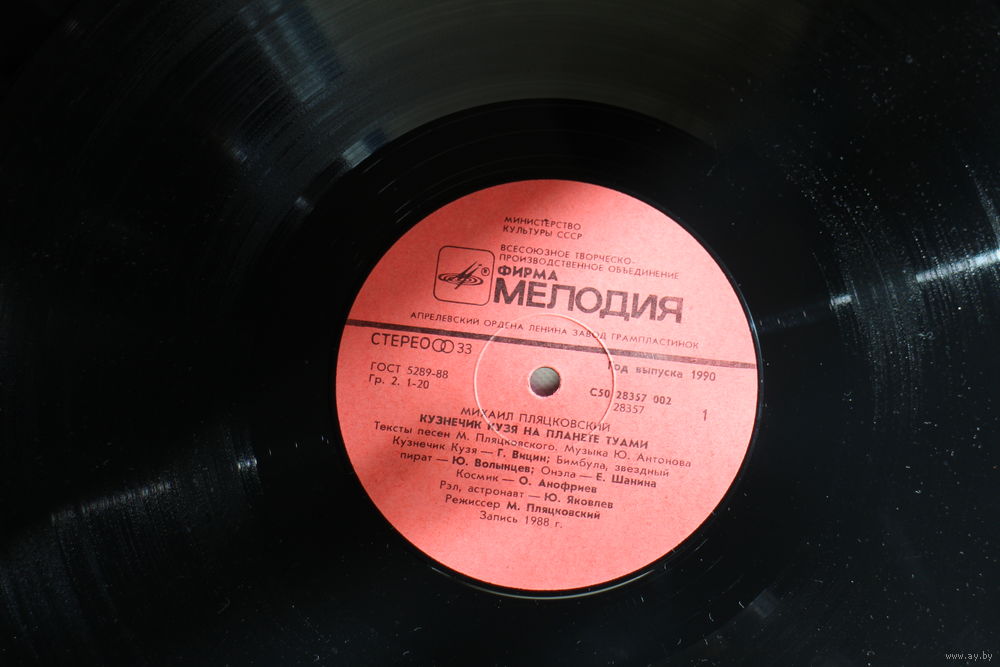 МИНИСТЕРСТВО
КУЛЬТУРЫ СССР
ВСЕСОЮЗНОЕ ТВОРЧЕСКО-
ПРОИЗВОДСТВЕННОЕ ОБЪЕДИНЕНИЕ
®
ФИРМА
МЕЛОДИЯ
АПРЕЛЕВСКИЙ ОРДЕНА ЛЕНИНА ЗАВОД ГРАМПЛАСТИНОК
СТЕРЕО 33
Год выпуска 1990
ГОСТ 5289-88
Гр. 2. 1-20
С50 28357 002
28357
1
МИХАИЛ ПЛЯЦКОВСКИЙ
КУЗНЕЧИК КУЗЯ НА ПЛАНЕТЕ ТУАМИ
Тексты песен М. Пляцковского. Музыка Ю. Антонова
Кузнечик Кузя — Г. Вицин; Бимбула, звездный
пират — Ю. Волынцев; Онэла — Е. Шанина
Космик — О. Анофриев
Рэл, астронавт — Ю. Яковлев
Режиссер М. Пляцковский
Запись 1988 г.
www.ay.by